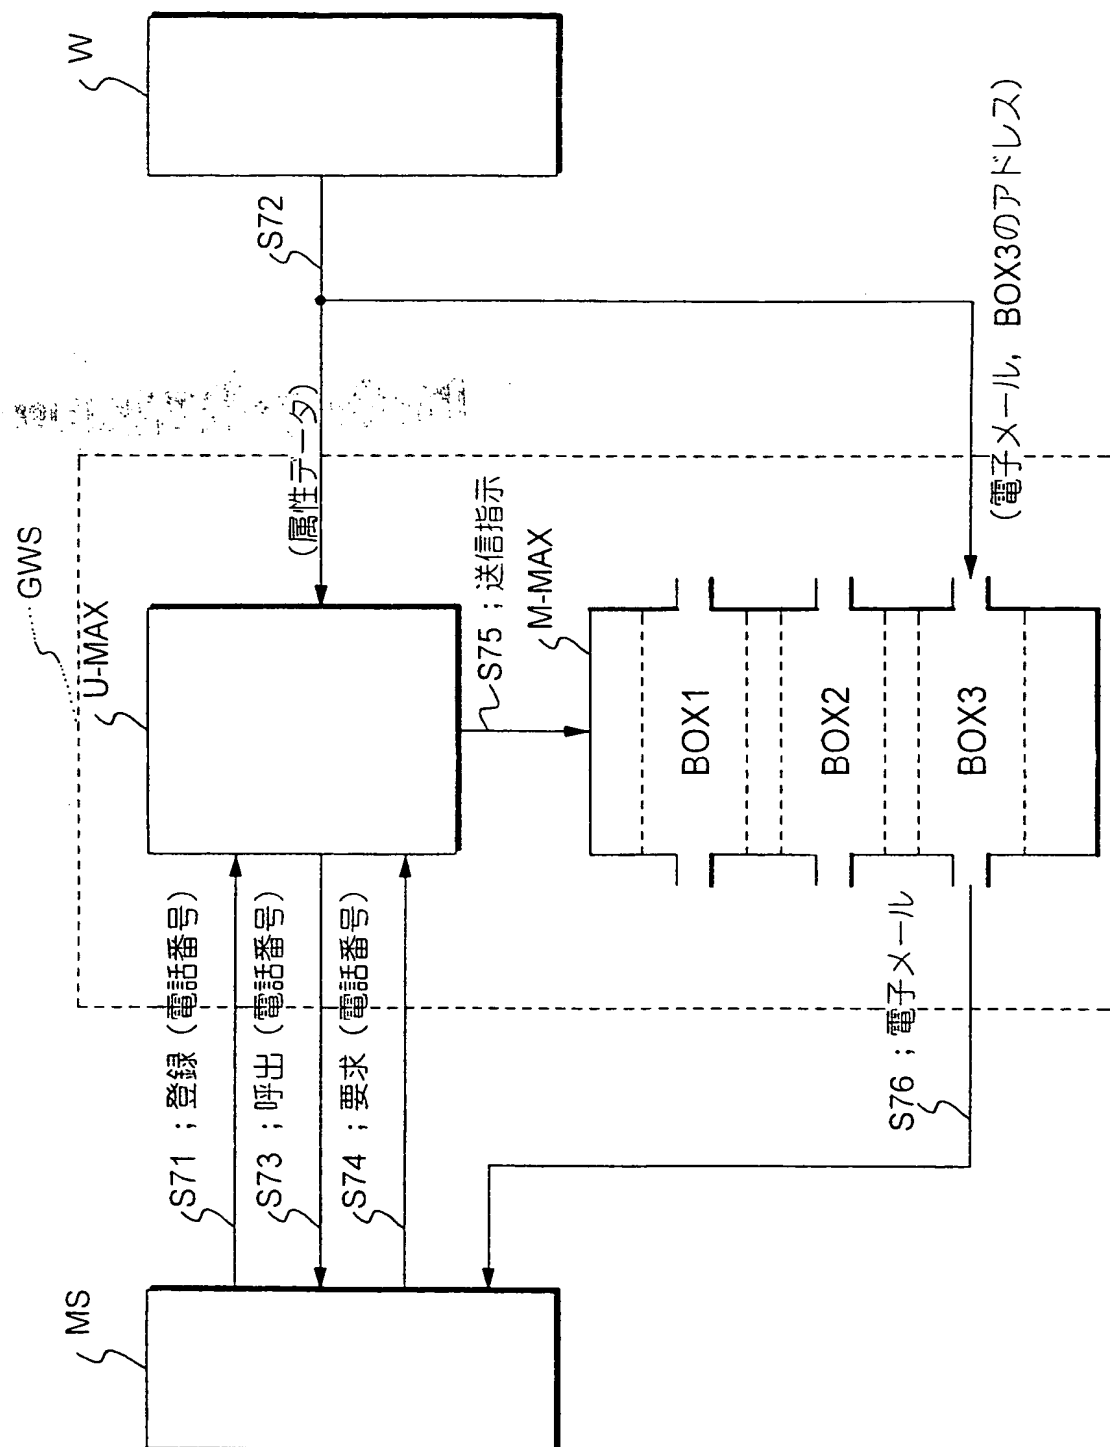 GWS
MS
U-MAX
W
S71；登録（電話番号）
S73；呼出（電話番号）
S74；要求（電話番号）
(属性データ)
S72
S75；送信指示
M-MAX
BOX1
BOX2
BOX3
S76；電子メール
(電子メール，BOX3のアドレス)